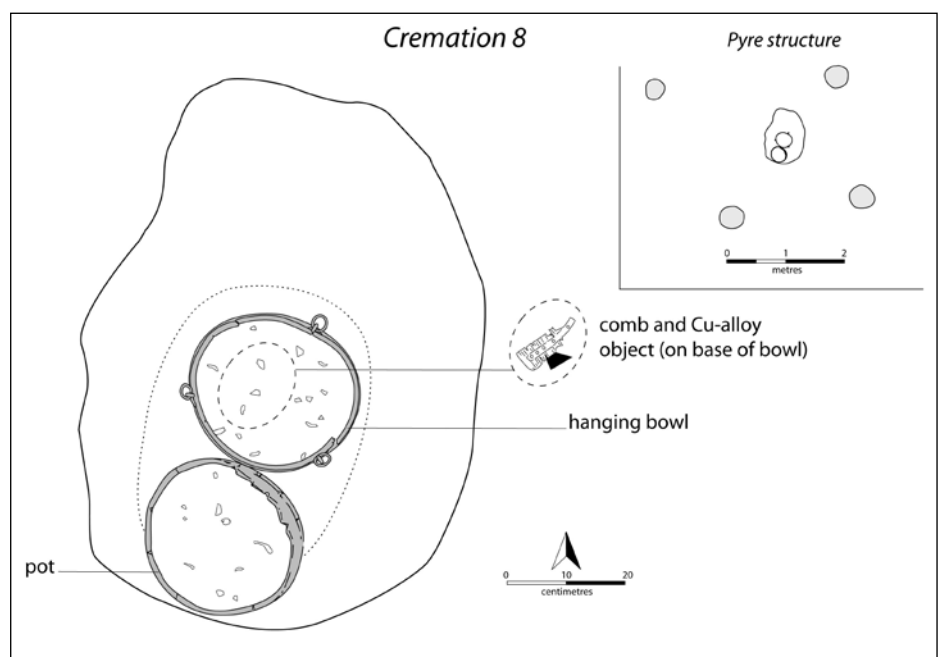 Cremation 8
Pyre structure
0 1 2
metres
comb and Cu-alloy
object (on base of bowl)
hanging bowl
pot
0 10 20
centimetres